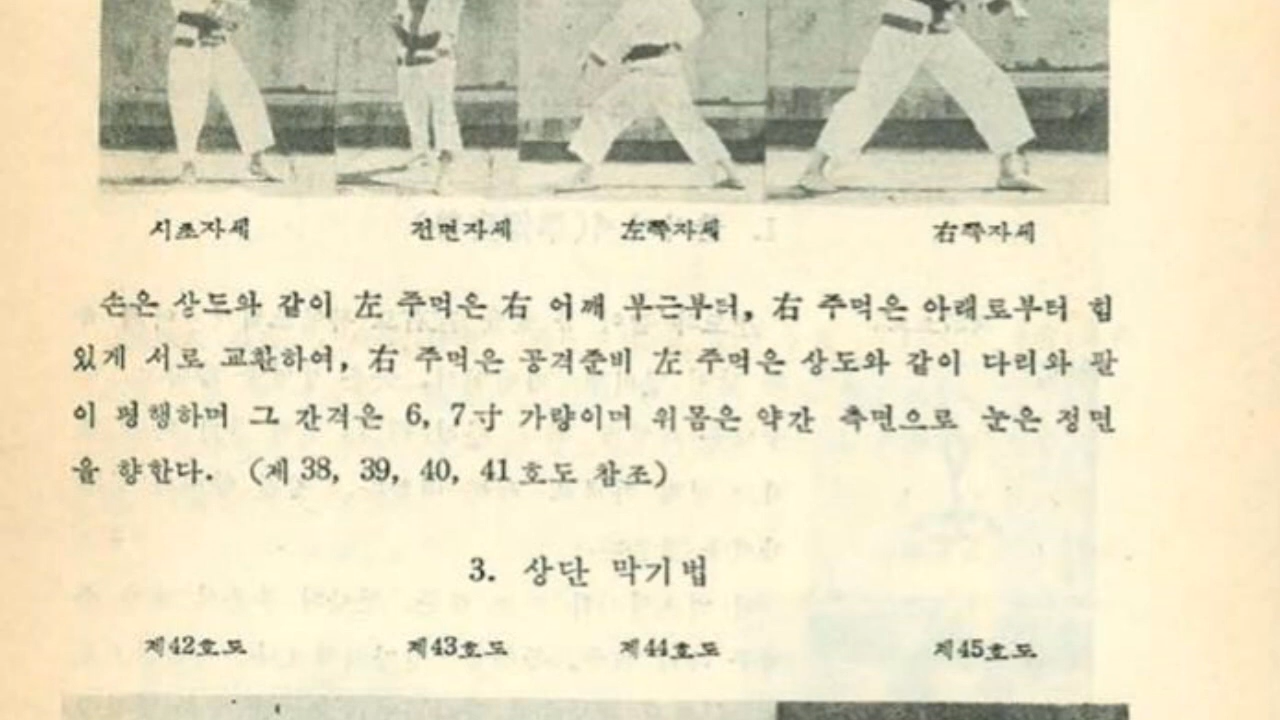 시초자세 전면자세 左쪽자세 右쪽자세
손은 상도와 같이 左 주먹은 右 어깨 부근부터, 右 주먹은 아래로부터 힘
있게 서로 교환하여, 右 주먹은 공격준비 左 주먹은 상도와 같이 다리와 팔
이 평행하며 그 간격은 6, 7寸 가량이며 위몸은 약간 측면으로 눈은 정면
을 향한다. (제 38, 39, 40, 41 호도 참조)
3. 상단 막기법
제42호도 제43호도 제44호도 제45호도